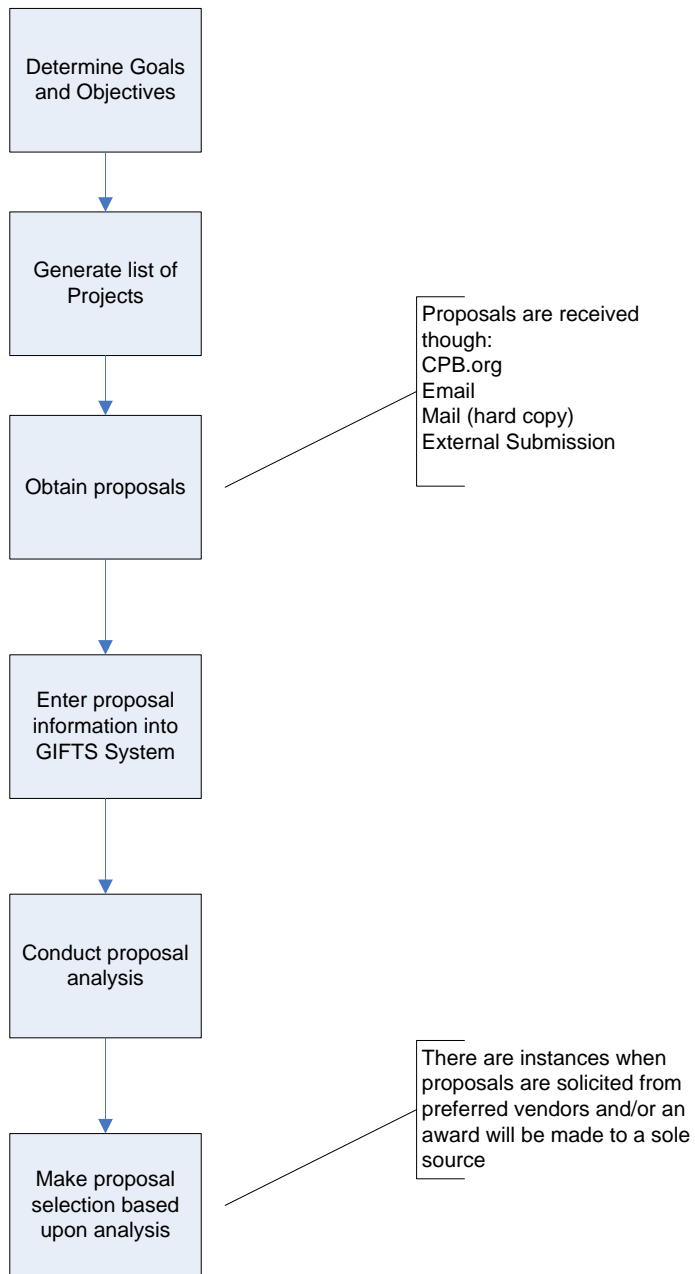 Determine Goals
and Objectives
Generate list of
Projects
Proposals are received
though:
CPB.org
Email
Mail (hard copy)
External Submission
Obtain proposals
Enter proposal
information into
GIFTS System
Conduct proposal
analysis
There are instances when
proposals are solicited from
preferred vendors and/or an
award will be made to a sole
source
Make proposal
selection based
upon analysis